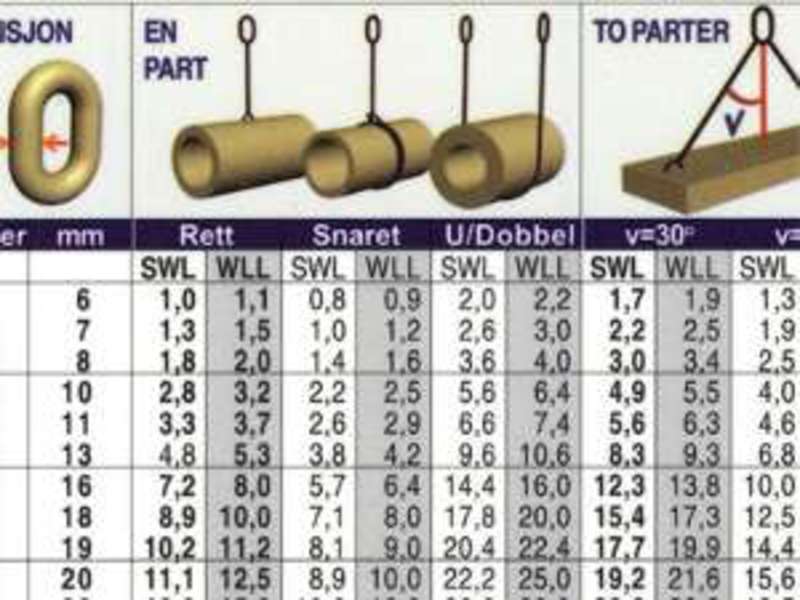 EN
PART
TO PARTER
V
mm Rett Snaret U/Dobbel v=30°
SWL WLL SWL WLL SWL WLL SWL WLL SWL
6 1,0 1,1 0,8 0,9 2,0 2,2 1,7 1,9 1,3
7 1,3 1,5 1,0 1,2 2,6 3,0 2,2 2,5 1,9
8 1,8 2,0 1,4 1,6 3,6 4,0 3,0 3,4 2,5
10 2,8 3,2 2,2 2,5 5,6 6,4 4,9 5,5 4,0
11 3,3 3,7 2,6 2,9 6,6 7,4 5,6 6,3 4,6
13 4,8 5,3 3,8 4,2 9,6 10,6 8,3 9,3 6,8
16 7,2 8,0 5,7 6,4 14,4 16,0 12,3 13,8 10,0
18 8,9 10,0 7,1 8,0 17,8 20,0 15,4 17,3 12,5
19 10,2 11,2 8,1 9,0 20,4 22,4 17,7 19,9 14,4
20 11,1 12,5 8,9 10,0 22,2 25,0 19,2 21,6 15,6